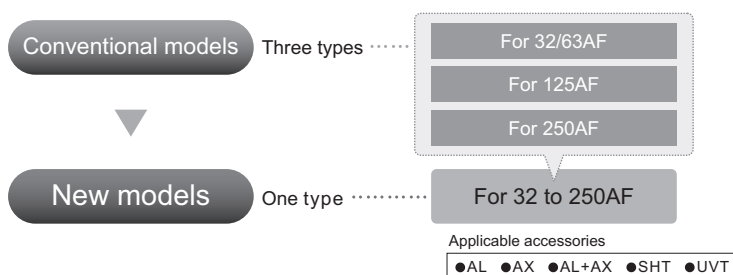 Conventional models Three types ······ For 32/63AF
For 125AF
For 250AF
New models One type ··········· For 32 to 250AF
Applicable accessories
●AL ●AX ●AL+AX ●SHT ●UVT